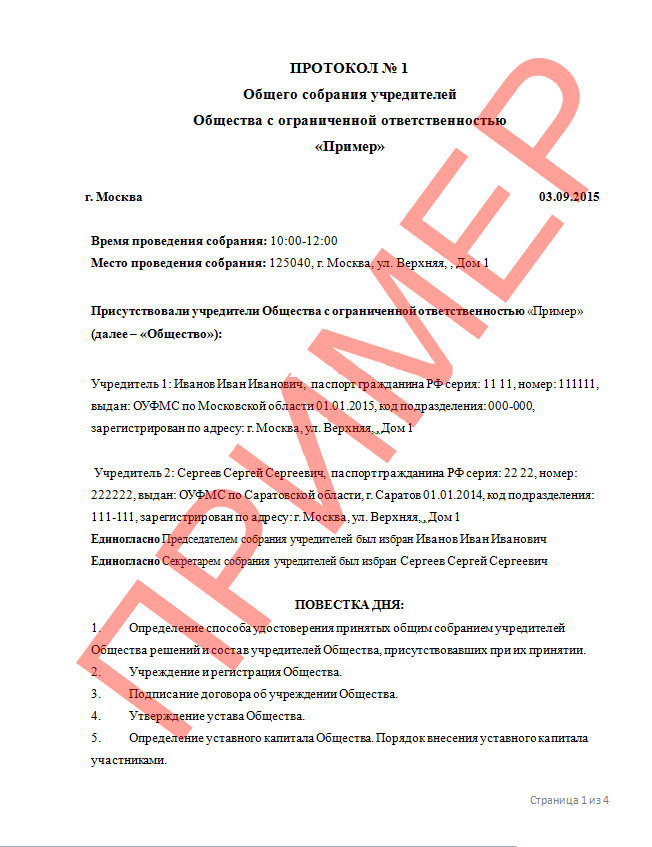 ПРОТОКОЛ № 1
Общего собрания учредителей
Общества с ограниченной ответственностью
«Пример»
г. Москва 03.09.2015
Время проведения собрания: 10:00-12:00
Место проведения собрания: 125040, г. Москва, ул. Верхняя, , Дом 1
Присутствовали учредители Общества с ограниченной ответственностью «Пример»
(далее – «Общество»):
Учредитель 1: Иванов Иван Иванович, паспорт гражданина РФ серия: 11 11, номер: 111111,
выдан: ОУФМС по Московской области 01.01.2015, код подразделения: 000-000,
зарегистрирован по адресу: г. Москва, ул. Верхняя, , Дом 1
Учредитель 2: Сергеев Сергей Сергеевич, паспорт гражданина РФ серия: 22 22, номер:
222222, выдан: ОУФМС по Саратовской области, г. Саратов 01.01.2014, код подразделения:
111-111, зарегистрирован по адресу: г. Москва, ул. Верхняя, , Дом 1
Единогласно Председателем собрания учредителей был избран Иванов Иван Иванович
Единогласно Секретарем собрания учредителей был избран Сергеев Сергей Сергеевич
ПОВЕСТКА ДНЯ:
1. Определение способа удостоверения принятых общим собранием учредителей
Общества решений и состав учредителей Общества, присутствовавших при их принятии.
2. Учреждение и регистрация Общества.
3. Подписание договора об учреждении Общества.
4. Утверждение устава Общества.
5. Определение уставного капитала Общества. Порядок внесения уставного капитала
участниками.
Страница 1 из 4
ПРИМЕР